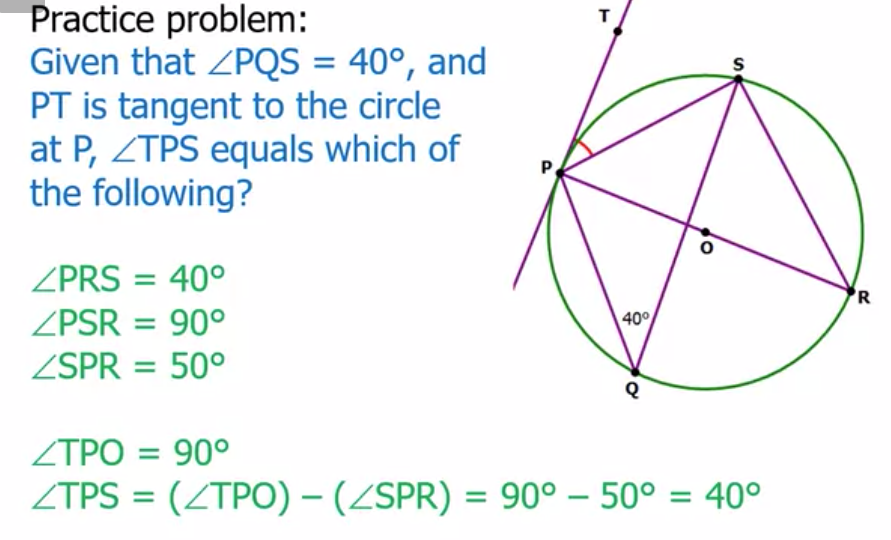 Practice problem:
Given that ∠PQS = 40°, and
PT is tangent to the circle
at P, ∠TPS equals which of
the following?
∠PRS = 40°
∠PSR = 90°
∠SPR = 50°
∠TPO = 90°
∠TPS = (∠TPO) – (∠SPR) = 90° – 50° = 40°
T
S
P
O
R
40°
Q